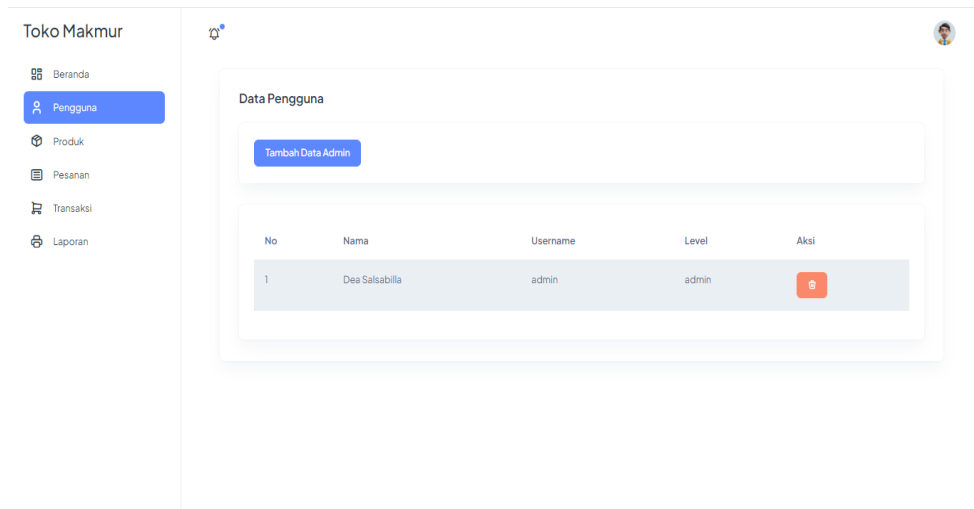 Toko Makmur
Beranda
Pengguna
Produk
Pesanan
Transaksi
Laporan
Data Pengguna
Tambah Data Admin
No Nama Username Level Aksi
1 Dea Salsabilla admin admin